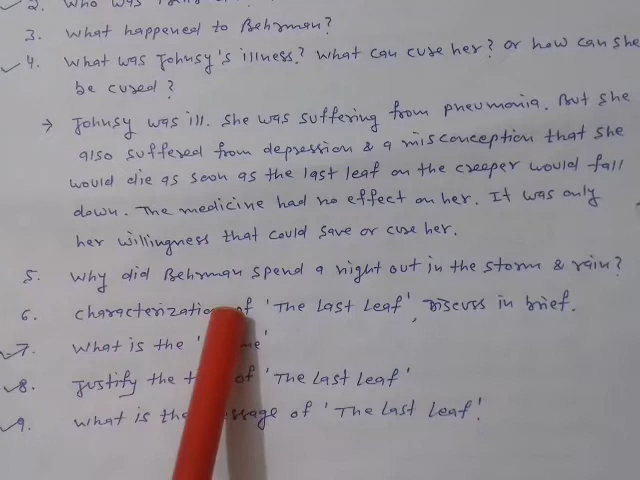 2. Who was
3. What happened to Behrman?
4. What was Johnsy's illness? What can cure her? or how can she
be cured?
→ Johnsy was ill. She was suffering from pneumonia. But she
also suffered from depression & a misconception that she
would die as soon as the last leaf on the creeper would fall
down. The medicine had no effect on her. It was only
her willingness that could save or cure her.
5. Why did Behrman spend a night out in the storm & rain?
6. Characterization of 'The Last Leaf', Discuss in brief.
7. What is the '
8. Justify the of 'The Last Leaf'
9. What is the of 'The Last Leaf'.